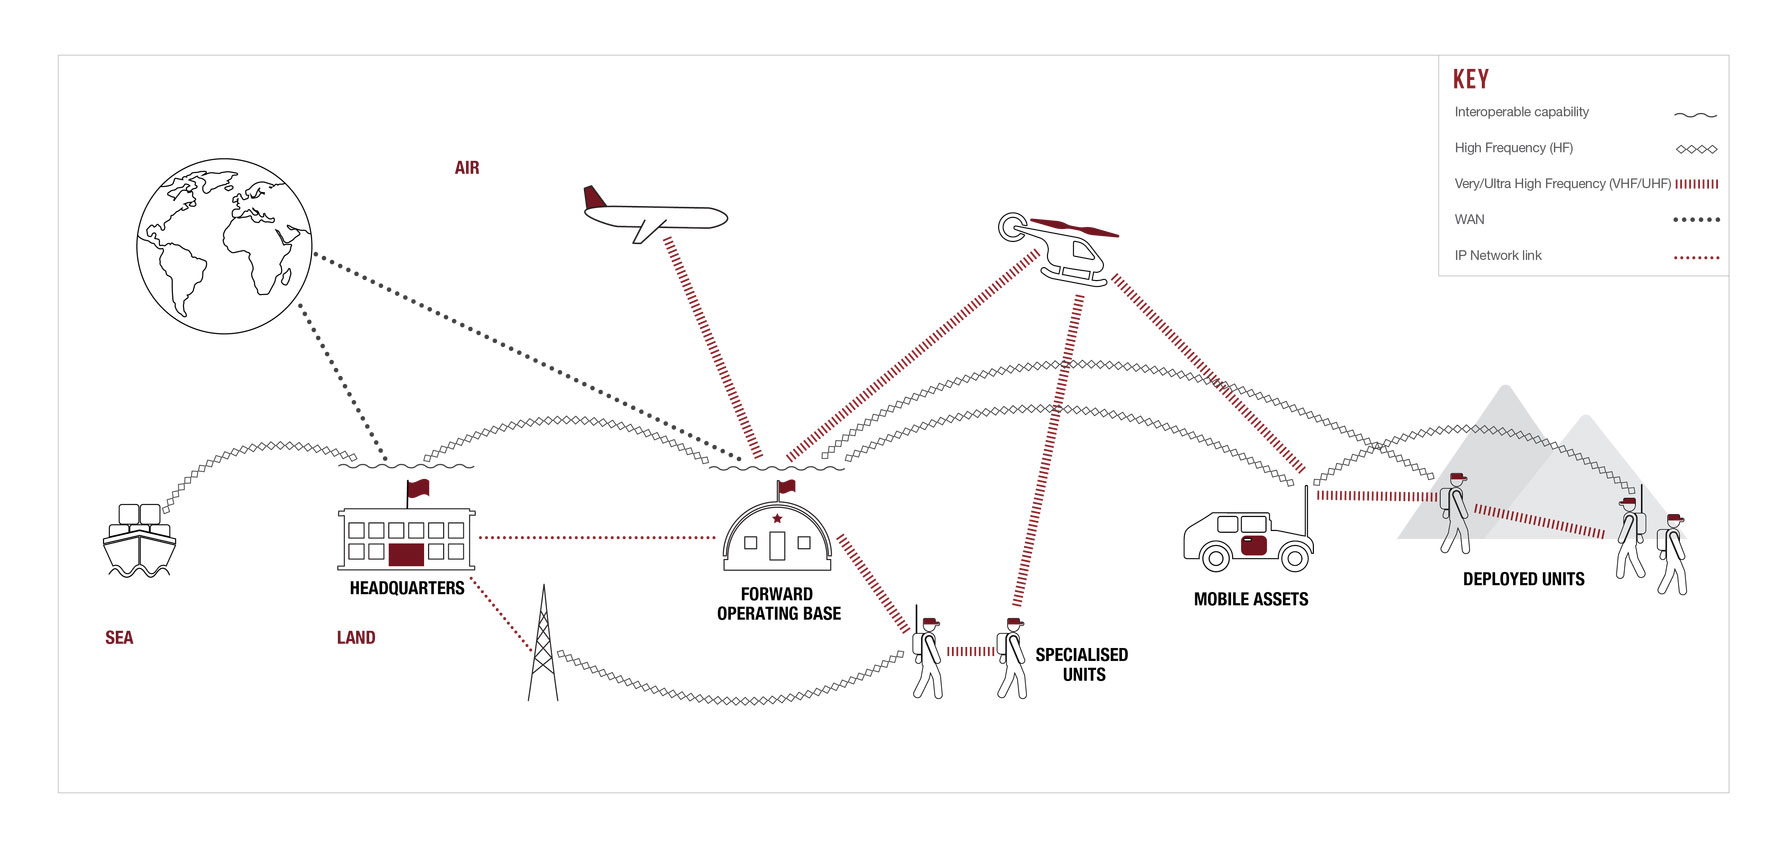 KEY
Interoperable capability
High Frequency (HF)
Very/Ultra High Frequency (VHF/UHF)
WAN
IP Network link
AIR
HEADQUARTERS
FORWARD
OPERATING BASE
MOBILE ASSETS
DEPLOYED UNITS
SEA
LAND
SPECIALISED
UNITS